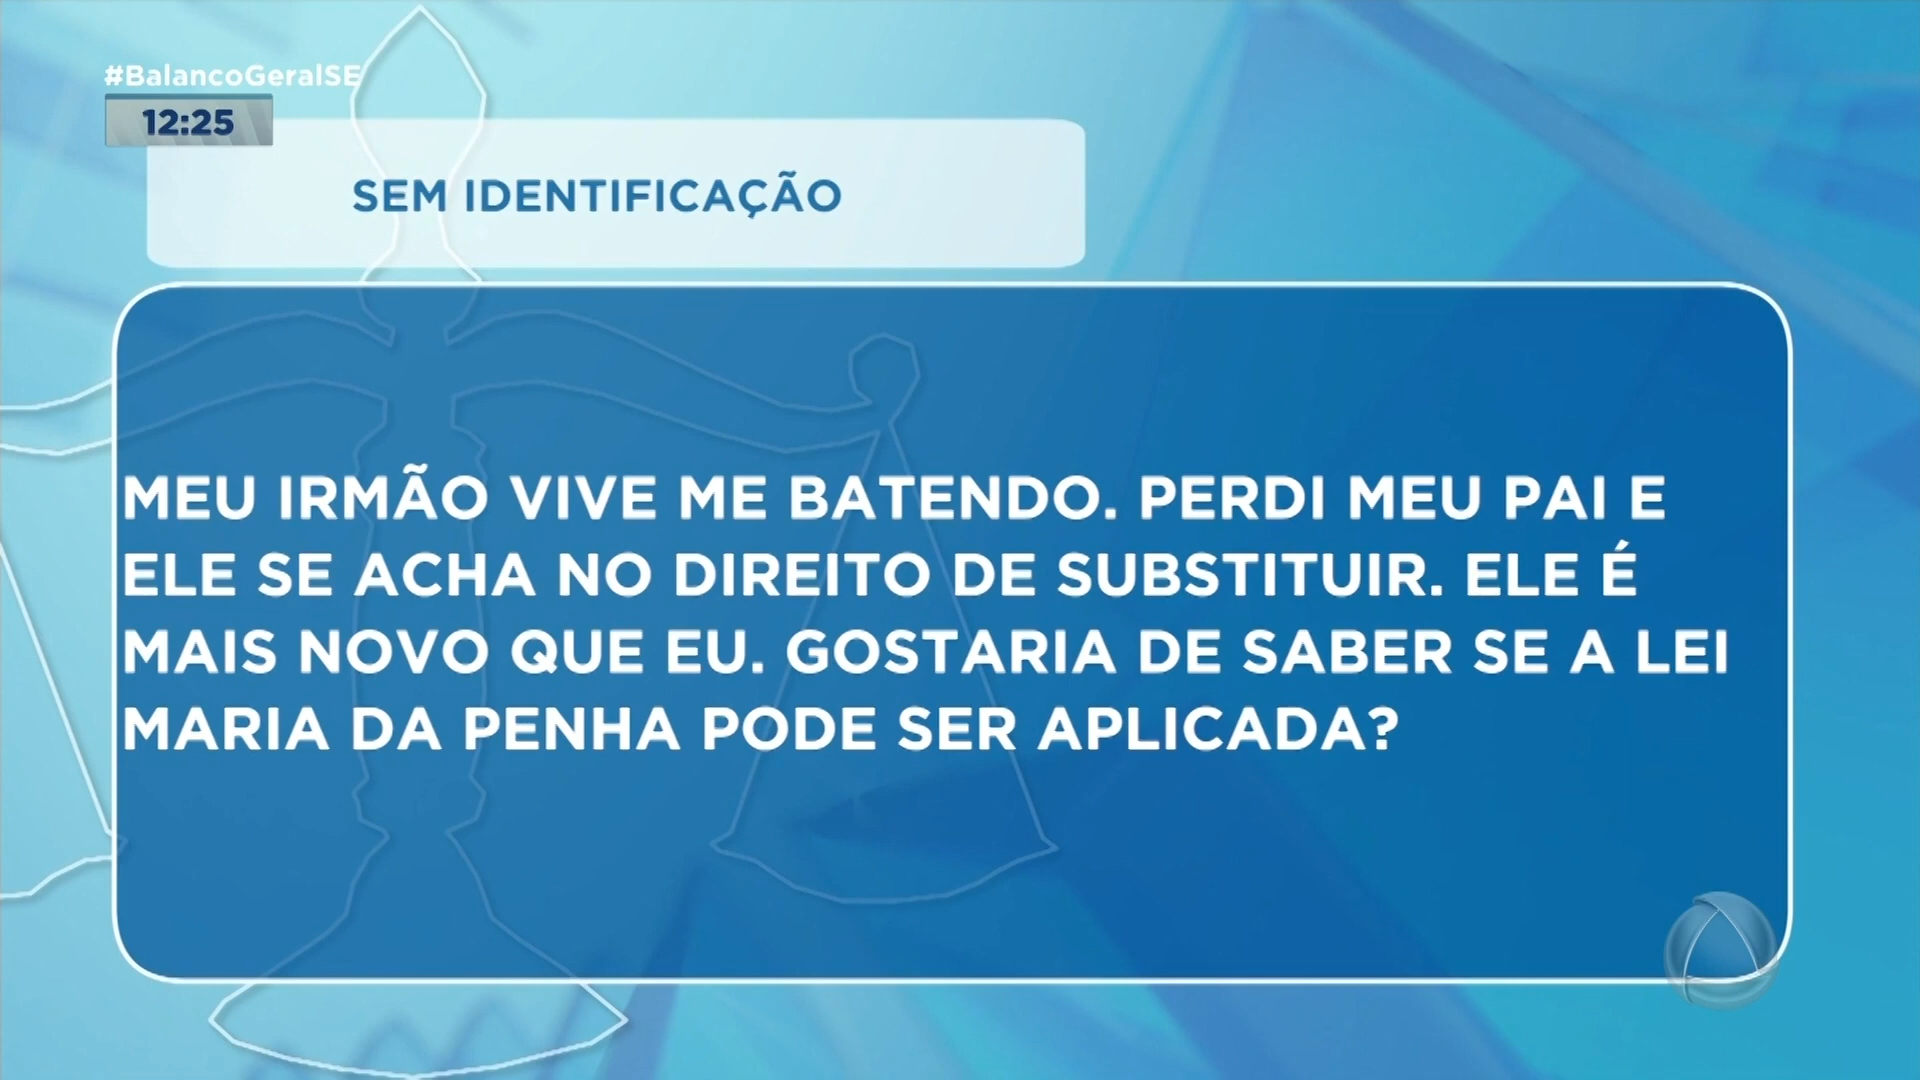 #BalancoGeralSE
12:25
SEM IDENTIFICAÇÃO
MEU IRMÃO VIVE ME BATENDO. PERDI MEU PAI E
ELE SE ACHA NO DIREITO DE SUBSTITUIR. ELE É
MAIS NOVO QUE EU. GOSTARIA DE SABER SE A LEI
MARIA DA PENHA PODE SER APLICADA?